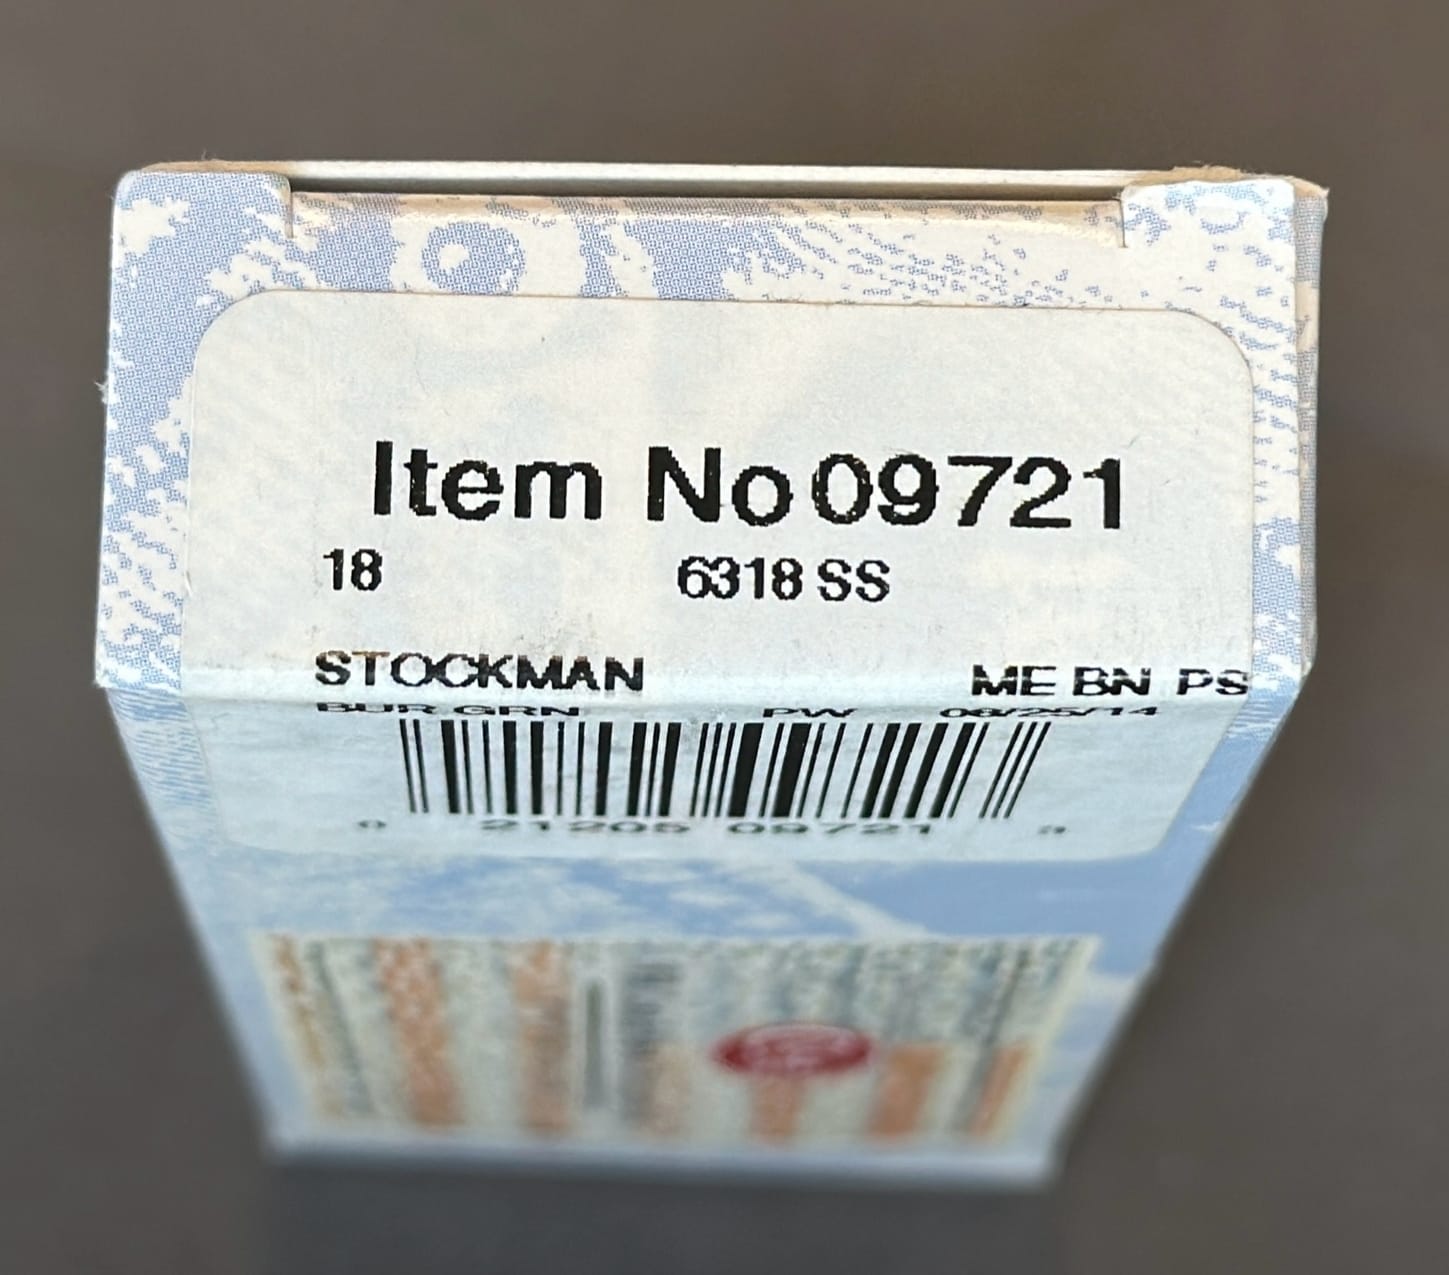 Item No 09721
18 6318 SS
STOCKMAN ME BN PS
BUR GRN PW 08/25/14
0 21205 09721